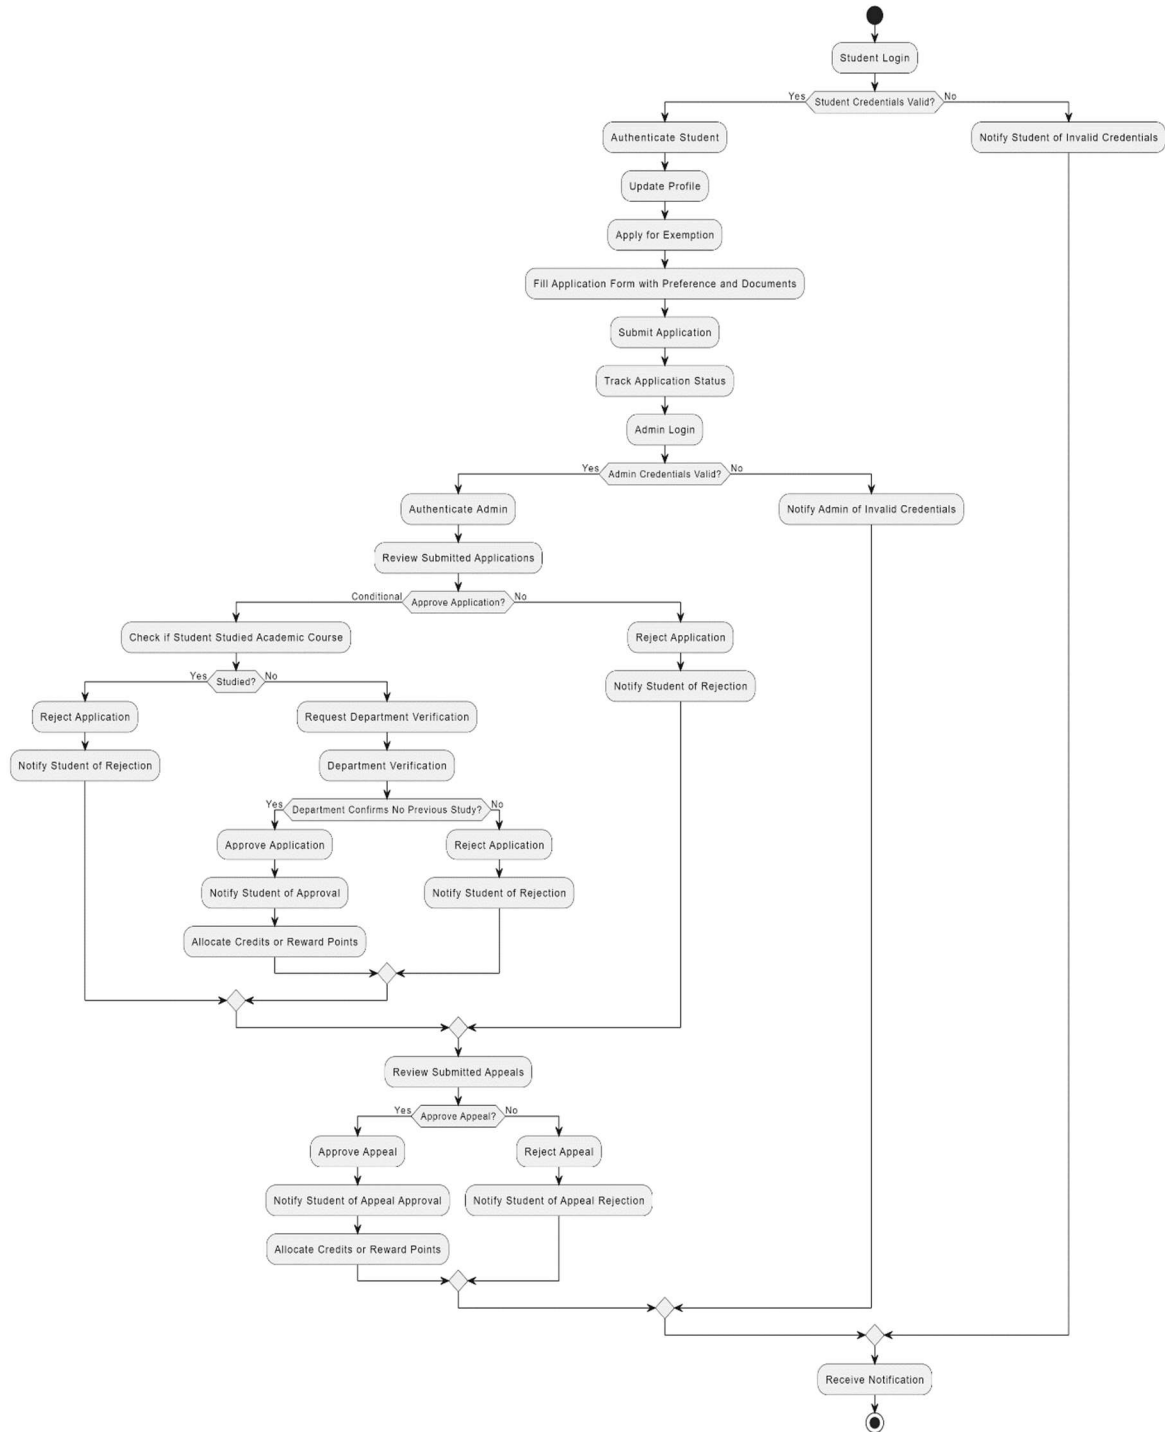 Student Login
Yes
Student Credentials Valid?
No
Authenticate Student
Notify Student of Invalid Credentials
Update Profile
Apply for Exemption
Fill Application Form with Preference and Documents
Submit Application
Track Application Status
Admin Login
Yes
Admin Credentials Valid?
No
Authenticate Admin
Notify Admin of Invalid Credentials
Review Submitted Applications
Conditional
Approve Application?
No
Check if Student Studied Academic Course
Reject Application
Yes
Studied?
No
Notify Student of Rejection
Reject Application
Request Department Verification
Notify Student of Rejection
Department Verification
Yes
Department Confirms No Previous Study?
No
Approve Application
Reject Application
Notify Student of Approval
Notify Student of Rejection
Allocate Credits or Reward Points
Review Submitted Appeals
Yes
Approve Appeal?
No
Approve Appeal
Reject Appeal
Notify Student of Appeal Approval
Notify Student of Appeal Rejection
Allocate Credits or Reward Points
Receive Notification